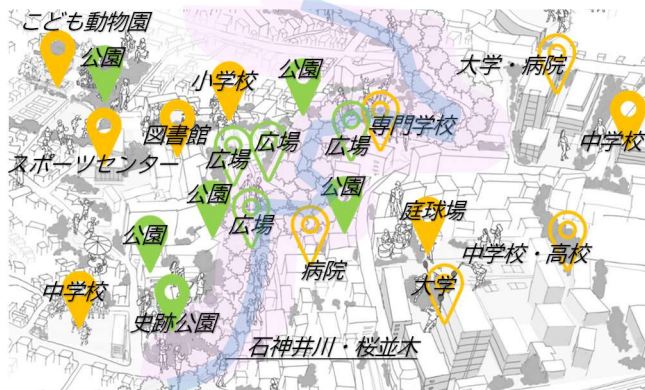 こども動物園
公園
小学校
公園
大学・病院
スポーツセンター
図書館
広場
広場
広場
専門学校
中学校
公園
広場
公園
庭球場
公園
病院
中学校・高校
中学校
史跡公園
大学
石神井川・桜並木